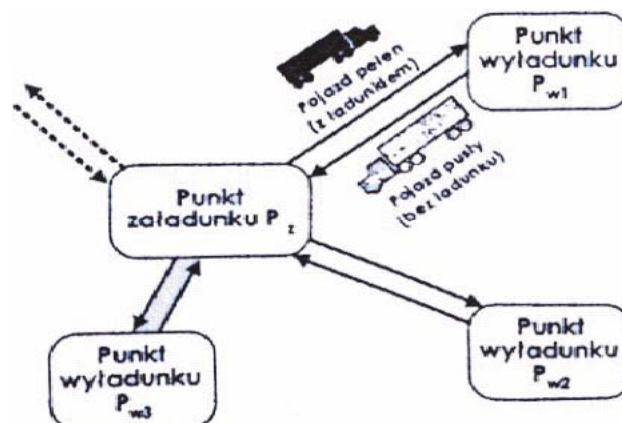 Punkt
wyładunku
Pw1
Pojazd pełen
(z ładunkiem)
Pojazd pusty
(bez ładunku)
Punkt
załadunku Pz
Punkt
wyładunku
Pw2
Punkt
wyładunku
Pw3